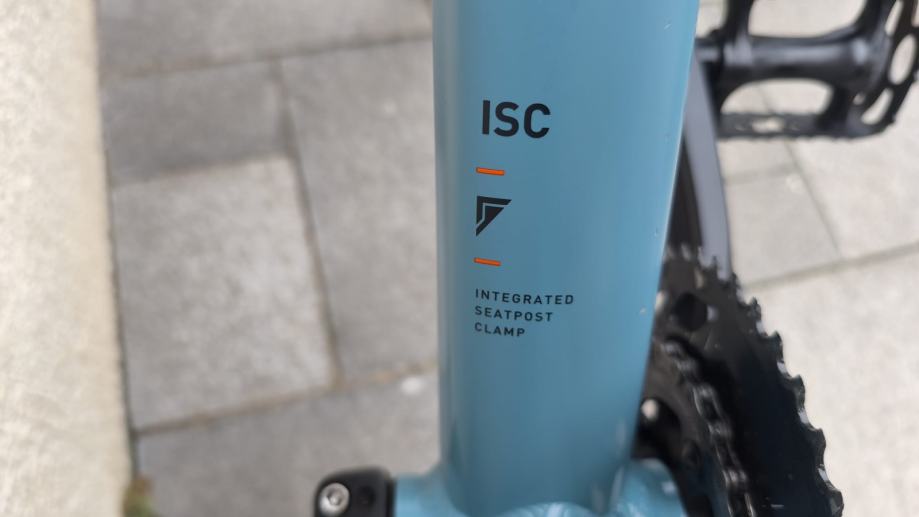 ISC
INTEGRATED
SEATPOST
CLAMP